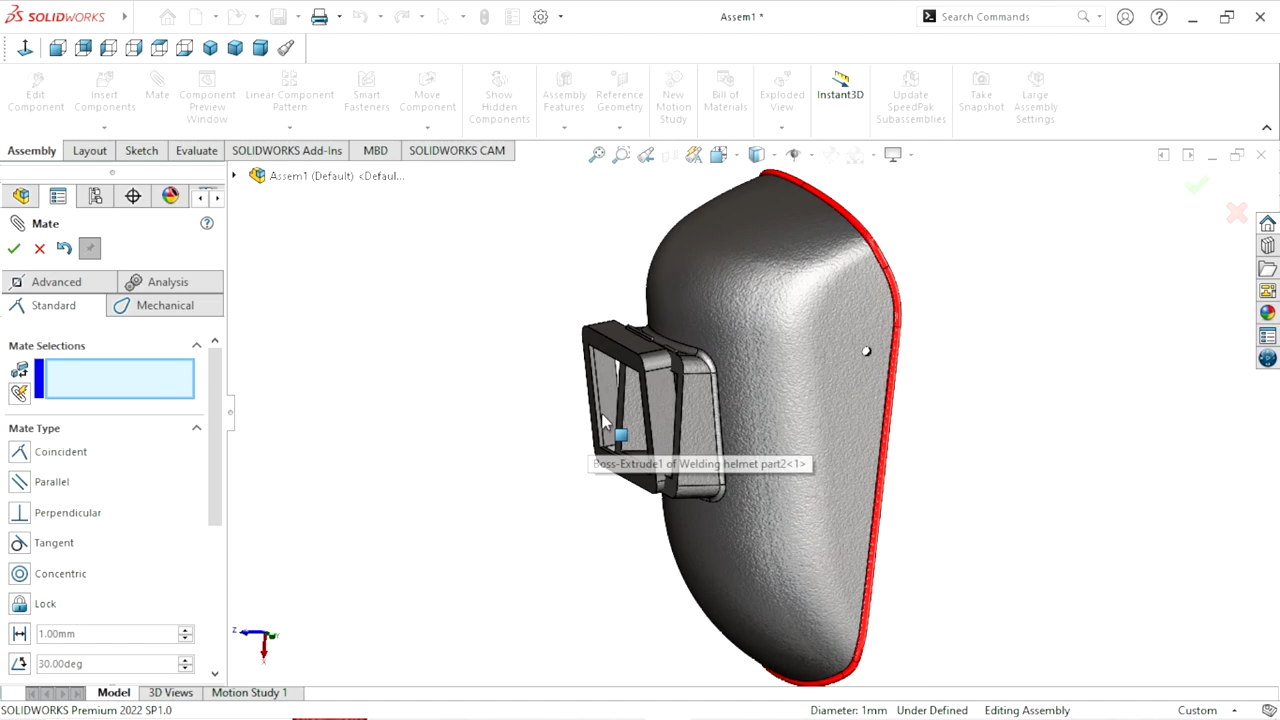 SOLIDWORKS
Assem1 *
Search Commands
Edit Component
Insert Components
Mate
Component Preview Window
Linear Component Pattern
Smart Fasteners
Move Component
Show Hidden Components
Assembly Features
Reference Geometry
New Motion Study
Bill of Materials
Exploded View
Instant3D
Update SpeedPak Subassemblies
Take Snapshot
Large Assembly Settings
Assembly
Layout
Sketch
Evaluate
SOLIDWORKS Add-Ins
MBD
SOLIDWORKS CAM
Assem1 (Default) <Defaul...
Mate
Advanced
Analysis
Standard
Mechanical
Mate Selections
Mate Type
Coincident
Parallel
Perpendicular
Tangent
Concentric
Lock
1.00mm
30.00deg
Boss-Extrude1 of Welding helmet part2<1>
Z
Model
3D Views
Motion Study 1
SOLIDWORKS Premium 2022 SP1.0
Diameter: 1mm
Under Defined
Editing Assembly
Custom